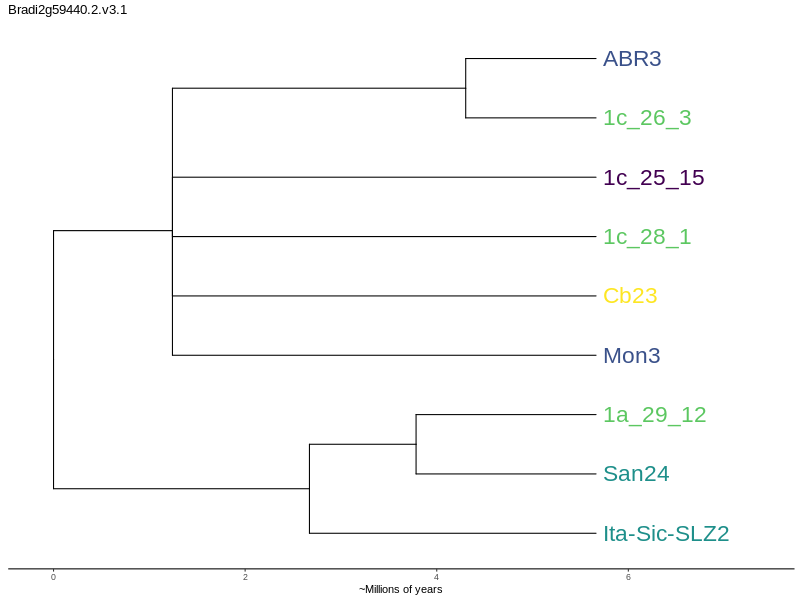 Bradi2g59440.2.v3.1
ABR3
1c_26_3
1c_25_15
1c_28_1
Cb23
Mon3
1a_29_12
San24
Ita-Sic-SLZ2
0 2 4 6
~Millions of years